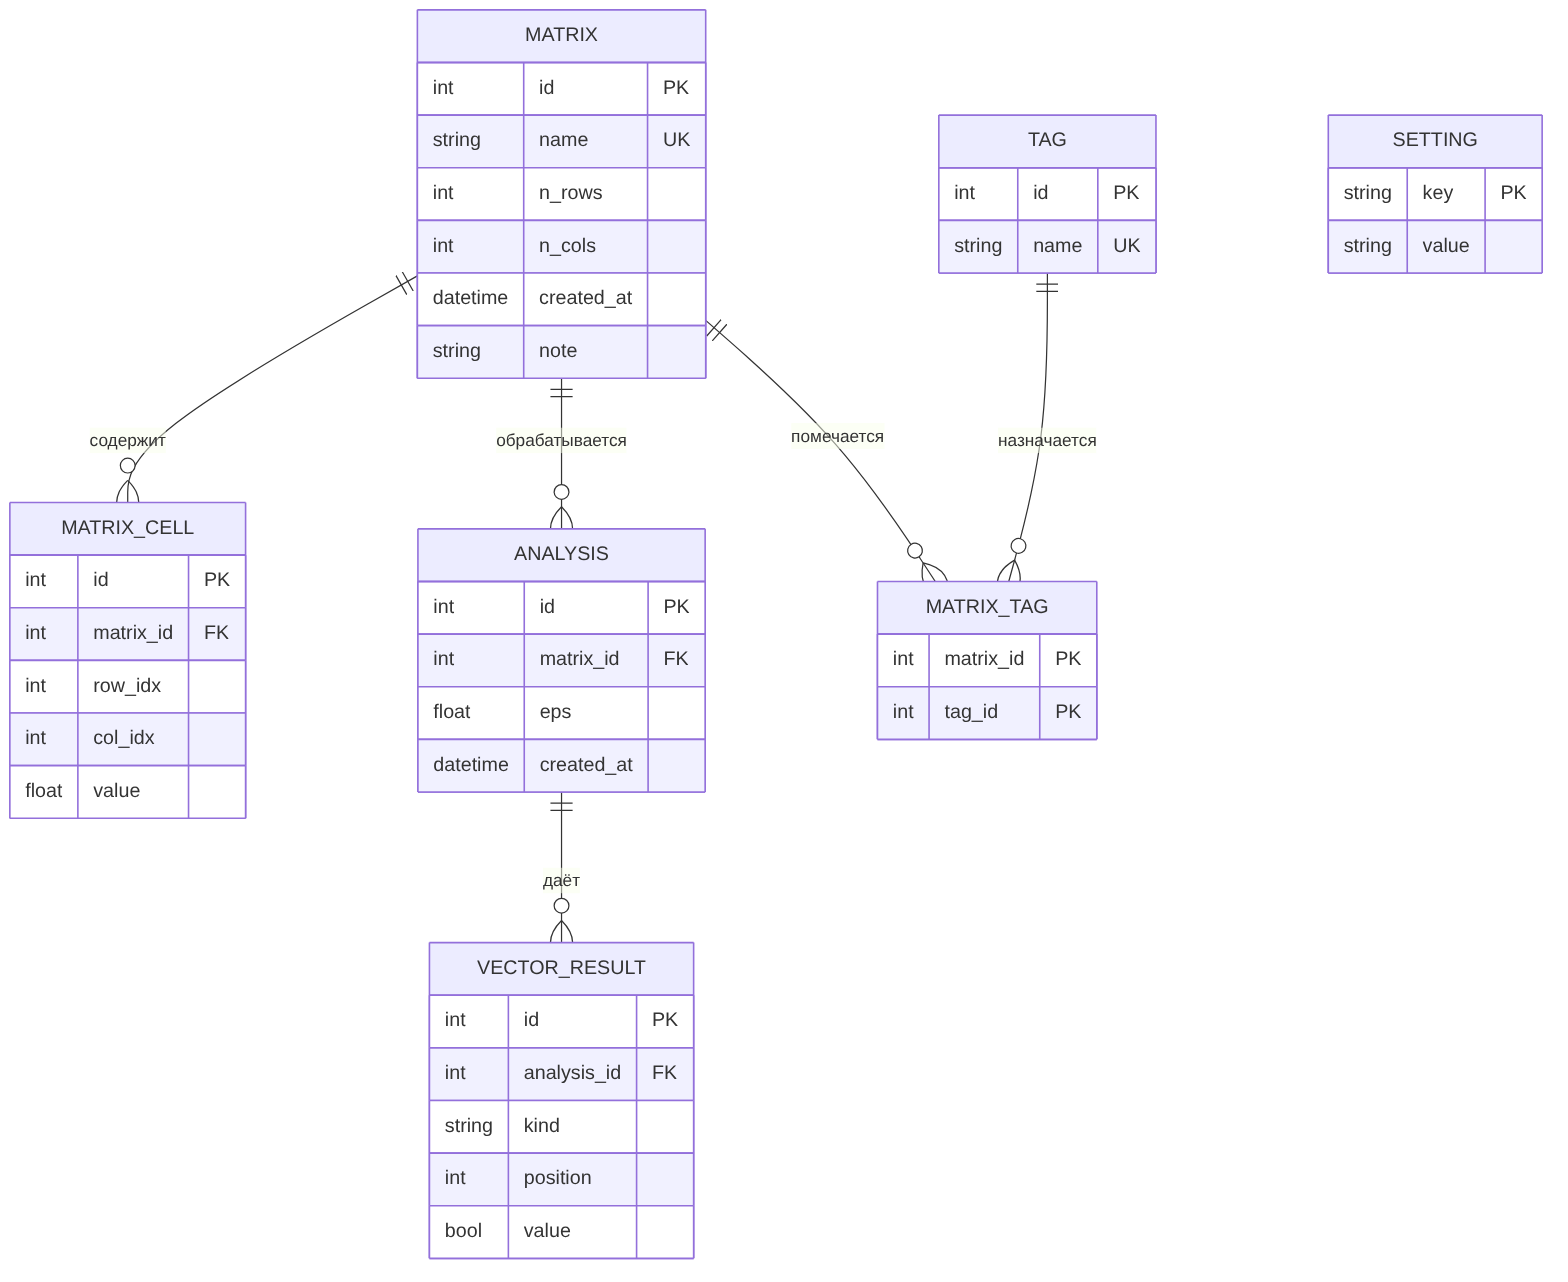 MATRIX
int id PK
string name UK
int n_rows
int n_cols
datetime created_at
string note
TAG
int id PK
string name UK
SETTING
string key PK
string value
содержит
обрабатывается
помечается
назначается
MATRIX_CELL
int id PK
int matrix_id FK
int row_idx
int col_idx
float value
ANALYSIS
int id PK
int matrix_id FK
float eps
datetime created_at
MATRIX_TAG
int matrix_id PK
int tag_id PK
даёт
VECTOR_RESULT
int id PK
int analysis_id FK
string kind
int position
bool value